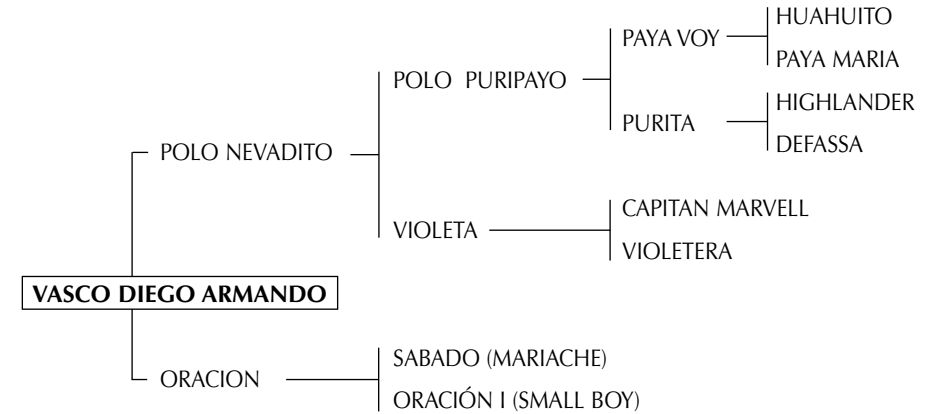 HUAHUITO
PAYA VOY
PAYA MARIA
POLO PURIPAYO
HIGHLANDER
PURITA
DEFASSA
POLO NEVADITO
CAPITAN MARVELL
VIOLETA
VIOLETERA
VASCO DIEGO ARMANDO
SABADO (MARIACHE)
ORACION
ORACIÓN I (SMALL BOY)